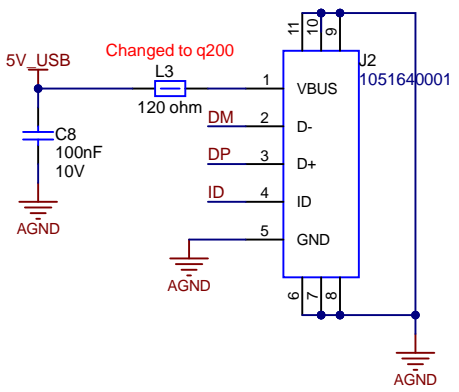 11
10
9
Changed to q200
5V_USB
L3
J2
1051640001
1
VBUS
120 ohm
C8
100nF
10V
DM
2
D-
DP
3
D+
ID
4
ID
5
GND
AGND
AGND
6
7
8
AGND